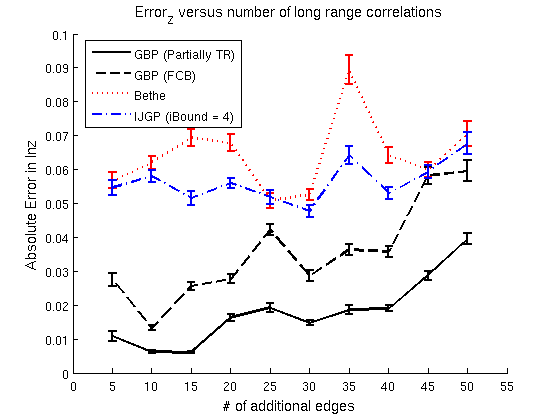 Error_z versus number of long range correlations
0.1
0.09
0.08
0.07
0.06
0.05
0.04
0.03
0.02
0.01
0
Absolute Error in lnz
GBP (Partially TR)
GBP (FCB)
Bethe
IJGP (iBound = 4)
0 5 10 15 20 25 30 35 40 45 50 55
# of additional edges